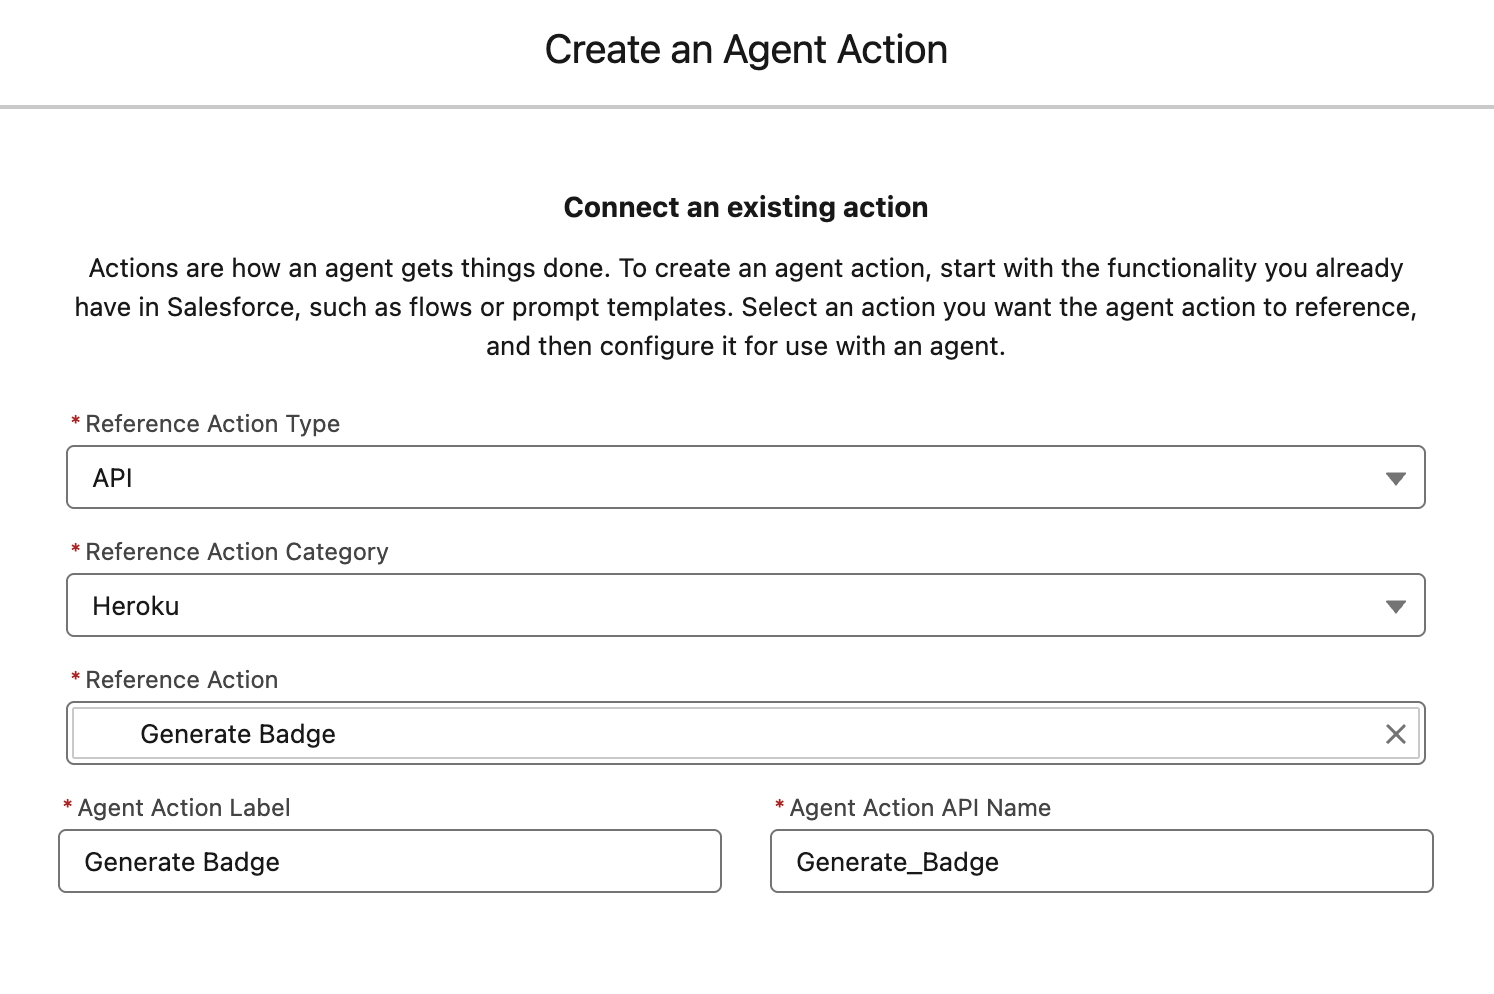 Create an Agent Action
Connect an existing action
Actions are how an agent gets things done. To create an agent action, start with the functionality you already
have in Salesforce, such as flows or prompt templates. Select an action you want the agent action to reference,
and then configure it for use with an agent.
* Reference Action Type
API
* Reference Action Category
Heroku
* Reference Action
Generate Badge
* Agent Action Label
Generate Badge
* Agent Action API Name
Generate_Badge